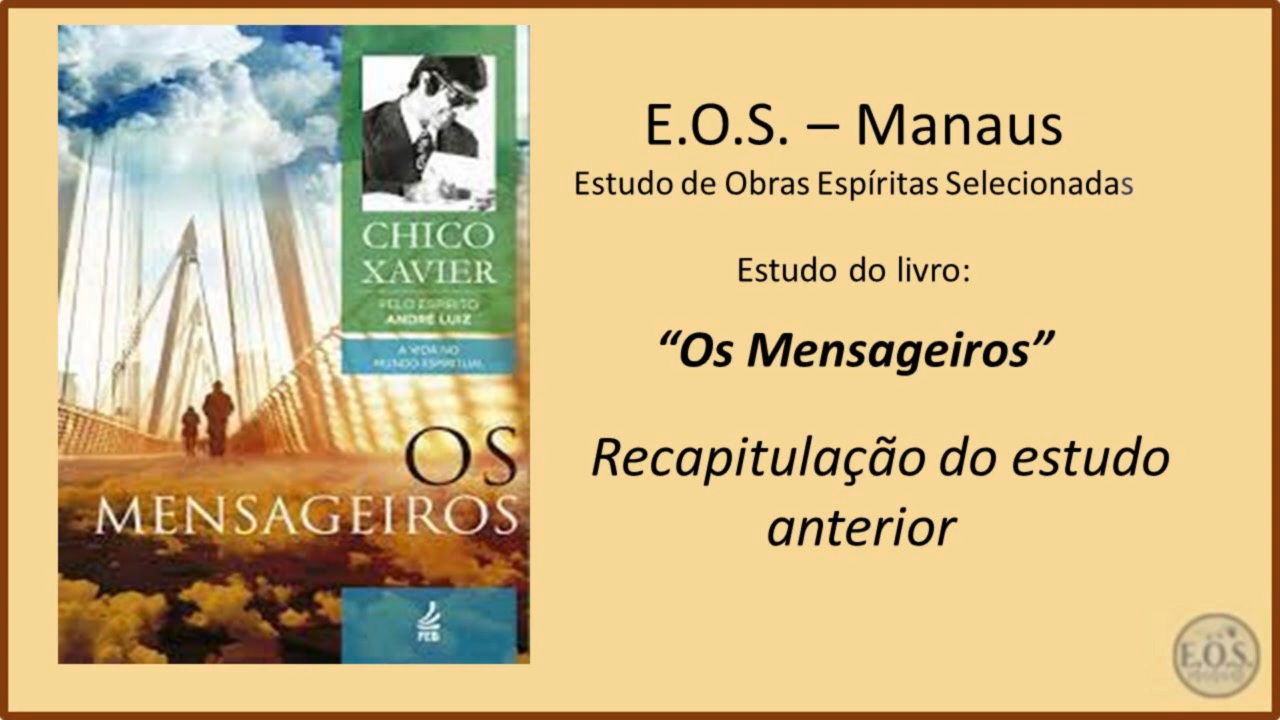 CHICO
XAVIER
PELO ESPÍRITO
ANDRÉ LUIZ
A VIDA NO
MUNDO ESPIRITUAL
OS
MENSAGEIROS
FEB
E.O.S. – Manaus
Estudo de Obras Espíritas Selecionadas
Estudo do livro:
“Os Mensageiros”
Recapitulação do estudo
anterior
E.O.S.